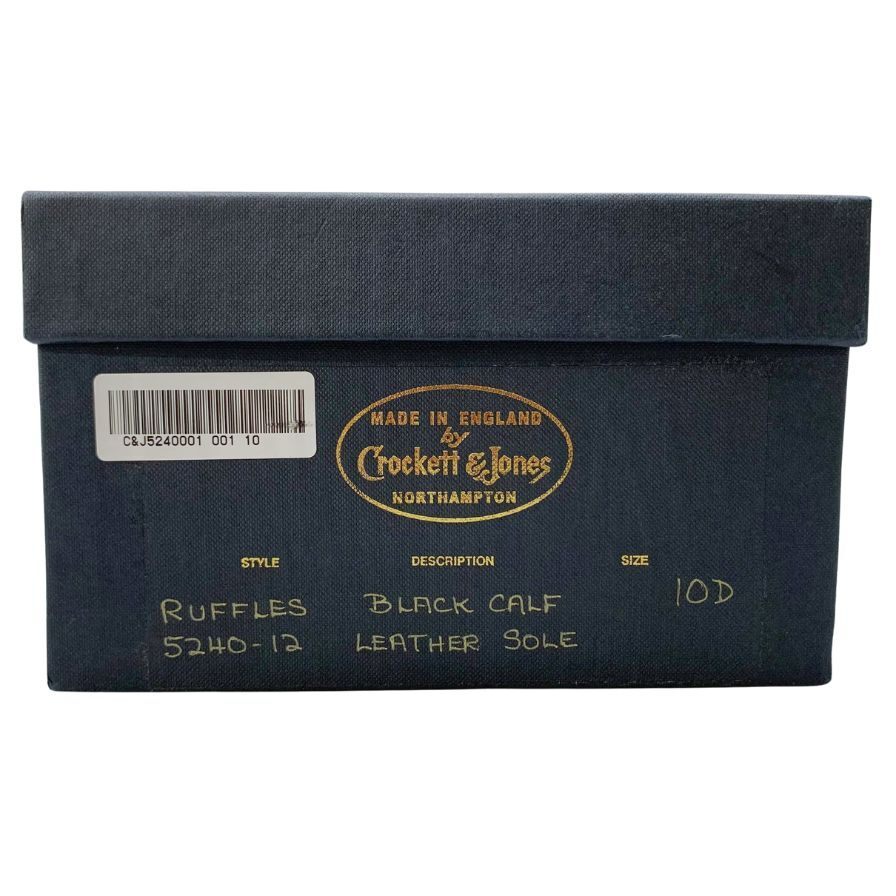 C&J5240001 001 10
MADE IN ENGLAND
by
Crockett & Jones
NORTHAMPTON
STYLE DESCRIPTION SIZE
RUFFLES BLACK CALF 10D
5240-12 LEATHER SOLE